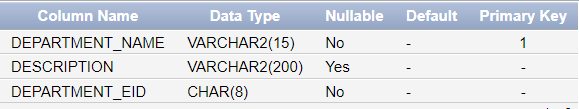 Column Name Data Type Nullable Default Primary Key
DEPARTMENT_NAME VARCHAR2(15) No - 1
DESCRIPTION VARCHAR2(200) Yes - -
DEPARTMENT_EID CHAR(8) No - -